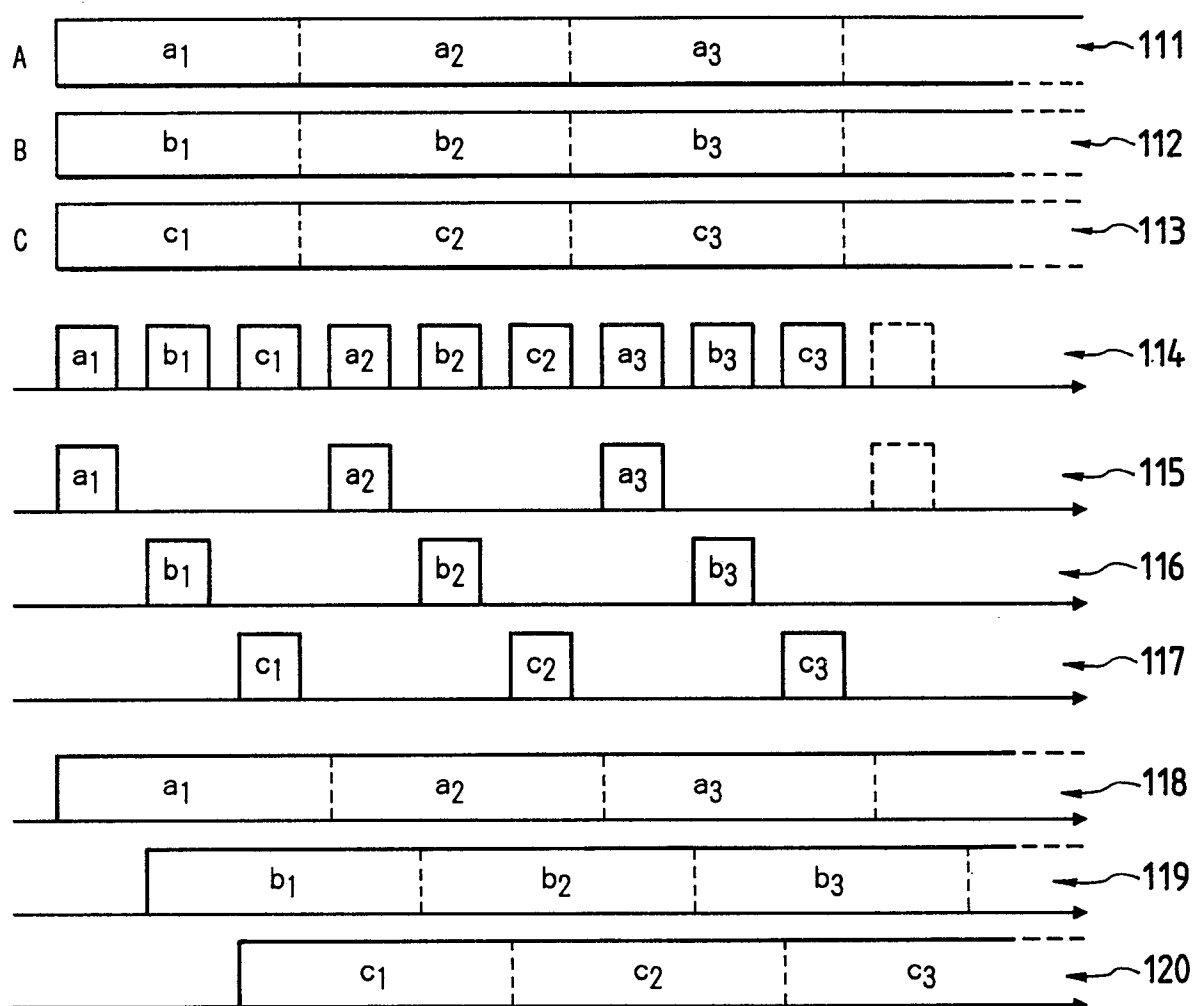 A a1 a2 a3 111
B b1 b2 b3 112
C c1 c2 c3 113
a1 b1 c1 a2 b2 c2 a3 b3 c3 114
a1 a2 a3 115
b1 b2 b3 116
c1 c2 c3 117
a1 a2 a3 118
b1 b2 b3 119
c1 c2 c3 120